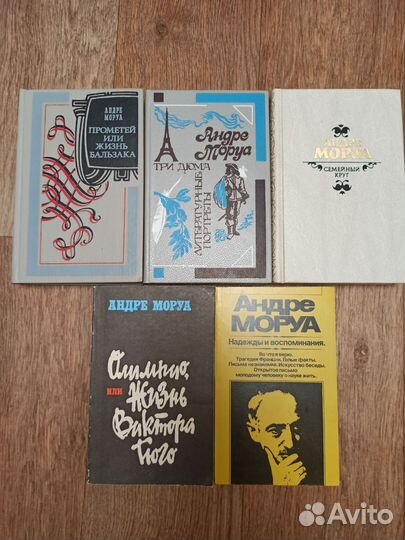 АНДРЕ
МОРУА
ПРОМЕТЕЙ
ИЛИ
ЖИЗНЬ
БАЛЬЗАКА
Андре
Моруа
ТРИ ДЮМА
ЛИТЕРАТУРНЫЕ
ПОРТРЕТЫ
АНДРЕ
МОРУА
СЕМЕЙНЫЙ
КРУГ
АНДРЕ МОРУА
Олимпио,
или Жизнь
Виктора
Гюго
Андре
МОРУА
Надежды и воспоминания.
Во что я верю.
Трагедия Франции. Голые факты.
Письма незнакомке. Искусство беседы.
Открытое письмо
молодому человеку о науке жить.
Avito